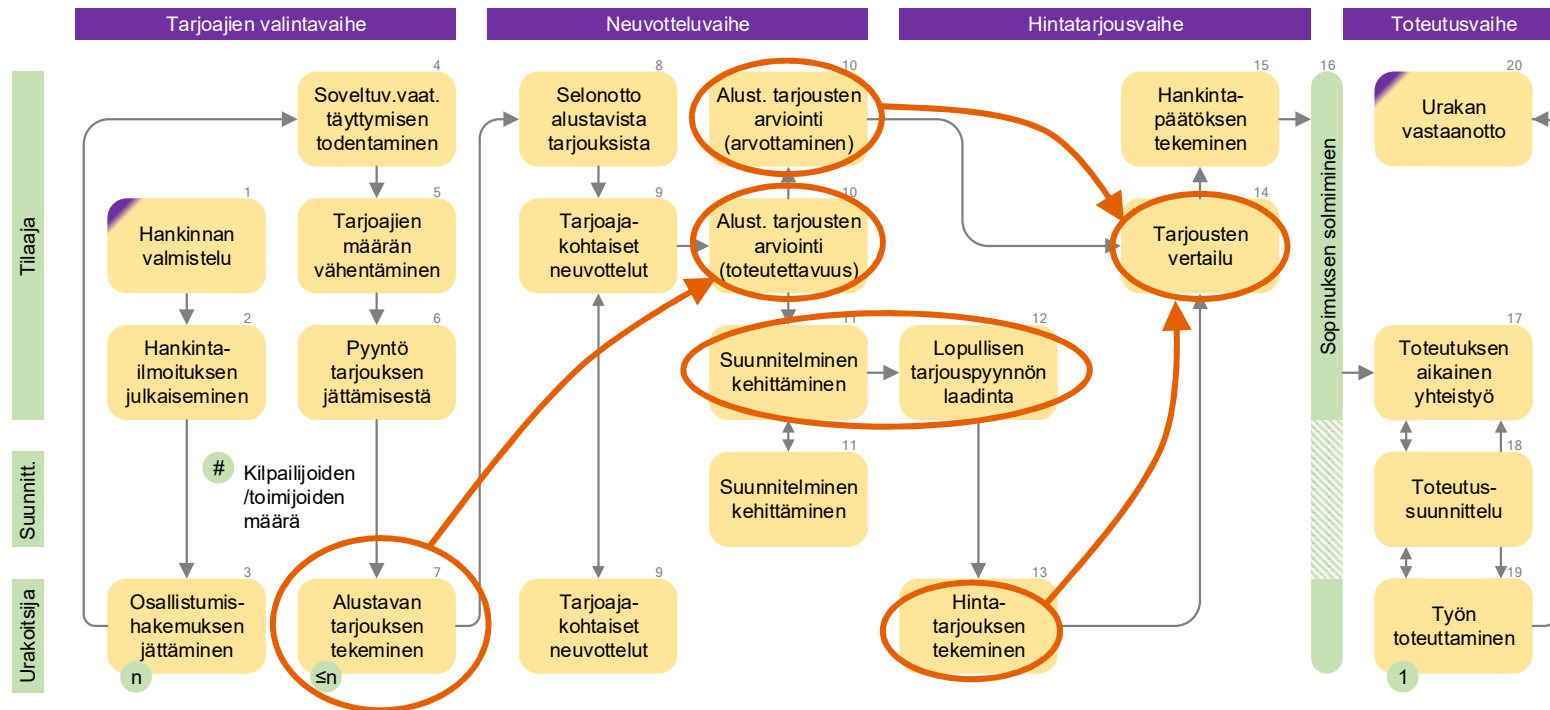 Tarjoajien valintavaihe
Neuvotteluvaihe
Hintatarjousvaihe
Toteutusvaihe
Tilaaja
Suunnitt.
Urakoitsija
1
Hankinnan
valmistelu
2
Hankinta-
ilmoituksen
julkaiseminen
#
Kilpailijoiden
/toimijoiden
määrä
3
Osallistumis-
hakemuksen
jättäminen
n
4
Soveltuv.vaat.
täyttymisen
todentaminen
5
Tarjoajien
määrän
vähentäminen
6
Pyyntö
tarjouksen
jättämisestä
7
Alustavan
tarjouksen
tekeminen
≤n
8
Selonotto
alustavista
tarjouksista
9
Tarjoaja-
kohtaiset
neuvottelut
9
Tarjoaja-
kohtaiset
neuvottelut
10
Alust. tarjousten
arviointi
(arvottaminen)
10
Alust. tarjousten
arviointi
(toteutettavuus)
11
Suunnitelminen
kehittäminen
11
Suunnitelminen
kehittäminen
12
Lopullisen
tarjouspyynnön
laadinta
13
Hinta-
tarjouksen
tekeminen
14
Tarjousten
vertailu
15
Hankinta-
päätöksen
tekeminen
16
Sopimuksen solmiminen
20
Urakan
vastaanotto
17
Toteutuksen
aikainen
yhteistyö
18
Toteutus-
suunnittelu
19
Työn
toteuttaminen
1